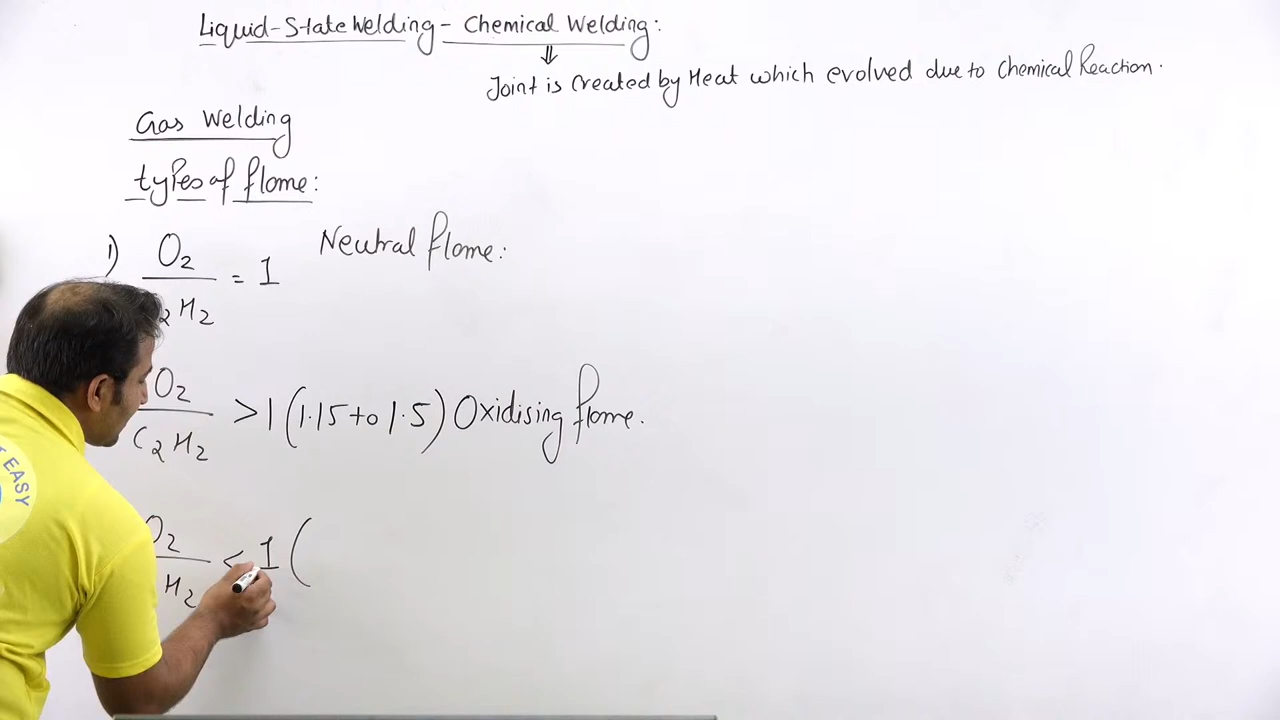 Liquid-State Welding - Chemical Welding:
⇓
Joint is created by Heat which evolved due to Chemical Reaction.
Gas Welding
types of flame:
1) O2 / 2H2 = 1 Neutral flame:
O2 / C2H2 > 1 (1.15 to 1.5) Oxidising flame.
O2 / H2 < 1 (
EASY